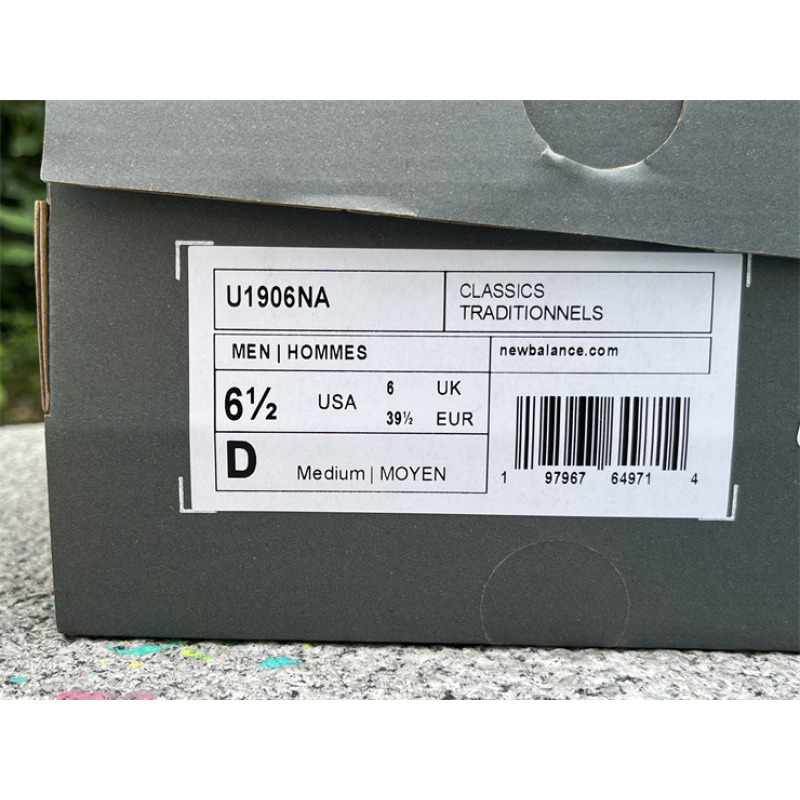 U1906NA
CLASSICS
TRADITIONNELS
MEN | HOMMES
newbalance.com
6½ USA
6 UK
39½ EUR
D Medium | MOYEN
1 97967 64971 4